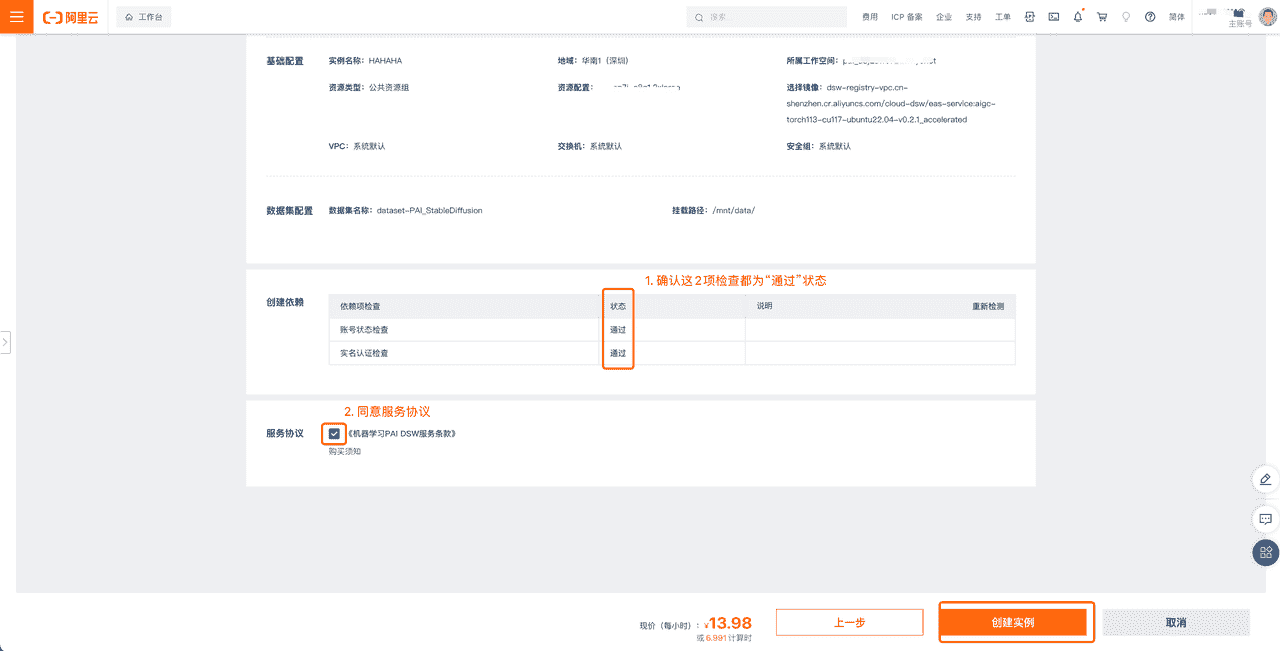 阿里云 工作台 搜索... 费用 ICP 备案 企业 支持 工单 简体
主账号
基础配置 实例名称: HAHAHA 地域: 华南1（深圳） 所属工作空间:
资源类型: 公共资源组 资源配置: 选择镜像: dsw-registry-vpc.cn-
shenzhen.cr.aliyuncs.com/cloud-dsw/eas-service:aigc-
torch113-cu117-ubuntu22.04-v0.2.1_accelerated
VPC: 系统默认 交换机: 系统默认 安全组: 系统默认
数据集配置 数据集名称: dataset-PAI_StableDiffusion 挂载路径: /mnt/data/
1. 确认这2项检查都为“通过”状态
创建依赖 依赖项检查 状态 说明 重新检测
账号状态检查 通过
实名认证检查 通过
2. 同意服务协议
服务协议 《机器学习PAI DSW服务条款》
购买须知
现价（每小时）: ¥13.98 上一步 创建实例 取消
或 6.991 计算时